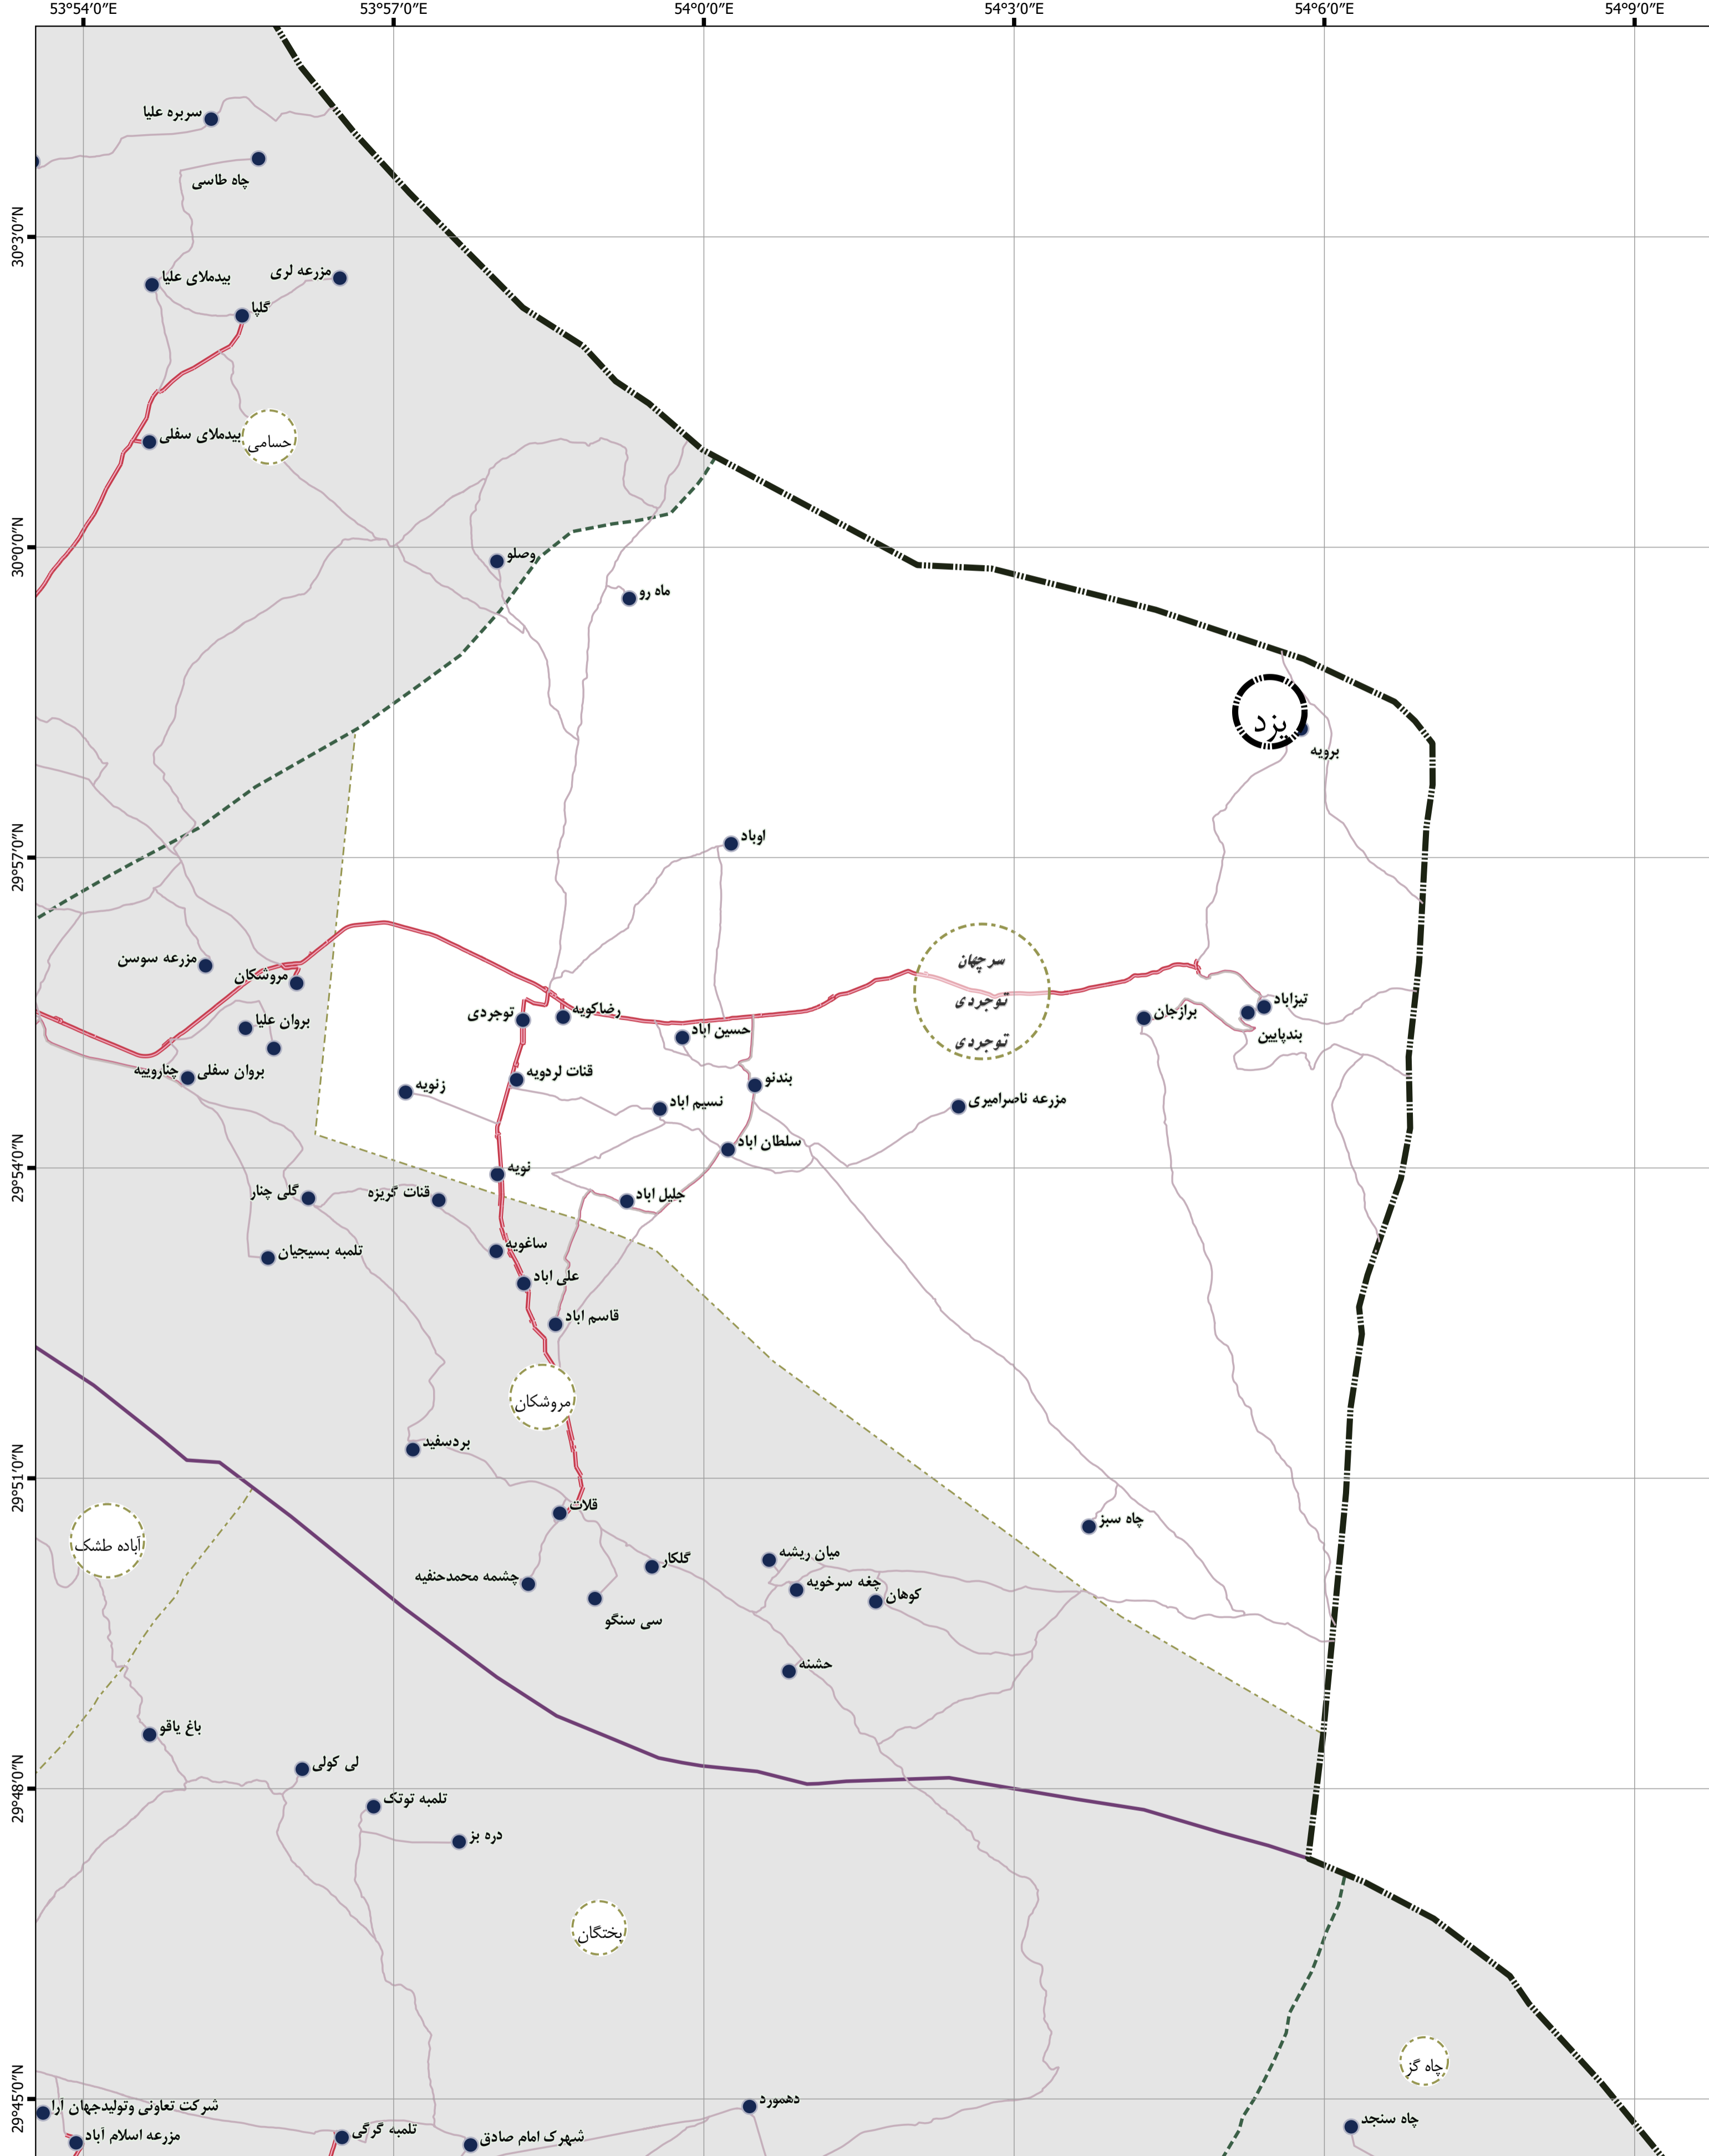 53°54'0"E
53°57'0"E
54°0'0"E
54°3'0"E
54°6'0"E
54°9'0"E
سربره علیا
چاه طاسی
30°3'0"N
بیدملای علیا
مزرعه لری
گلپا
بیدملای سفلی
حسامی
30°0'0"N
وصلو
ماه رو
یزد
برویه
اوباد
29°57'0"N
سرچهان
توجردی
توجردی
مزرعه سوسن
مروشکان
توجردی
رضاکویه
تیزاباد
برازجان
بندپایین
بروان علیا
حسین اباد
چنارویيه
بروان سفلی
زنویه
قنات لردویه
بندنو
نسیم اباد
مزرعه ناصرامیری
سلطان اباد
29°54'0"N
نویه
گلی چنار
قنات گریزه
جلیل اباد
تلمبه بسیجیان
ساغویه
علی اباد
قاسم اباد
مروشکان
بردسفید
29°51'0"N
قلات
چاه سبز
آباده طشک
گلکار
میان ریشه
چشمه محمدحنفیه
چغه سرخویه
کوهان
سی سنگو
حشنه
باغ یاقو
لی کولی
29°48'0"N
تلمبه توتک
دره بز
بختگان
چاه گز
29°45'0"N
شرکت تعاونی وتولیدجهان آرا
دهمورد
چاه سنجد
مزرعه اسلام آباد
تلمبه گرگی
شهرک امام صادق